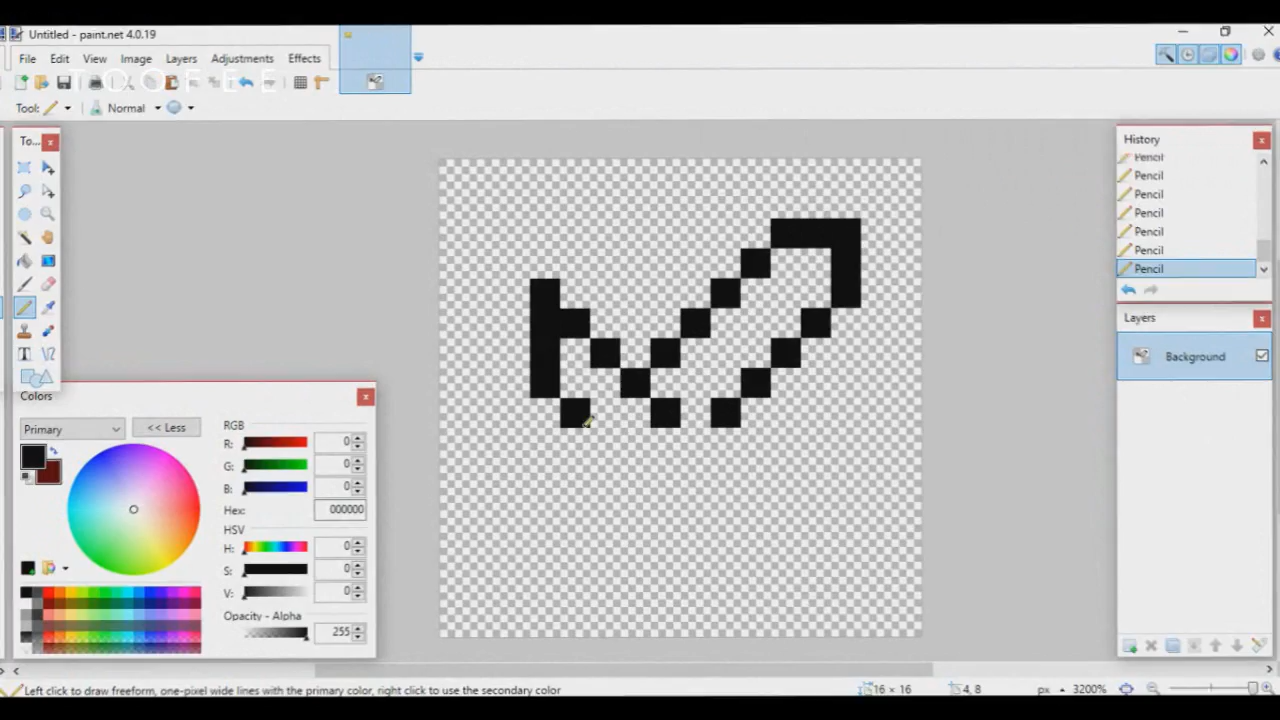 Untitled - paint.net 4.0.19
File Edit View Image Layers Adjustments Effects
Tool: Normal
To...
History
Pencil
Pencil
Pencil
Pencil
Pencil
Pencil
Pencil
Layers
Background
Colors
Primary << Less
RGB
R: 0
G: 0
B: 0
Hex: 000000
HSV
H: 0
S: 0
V: 0
Opacity - Alpha
255
Left click to draw freeform, one-pixel wide lines with the primary color, right click to use the secondary color 16 × 16 4, 8 px 3200%